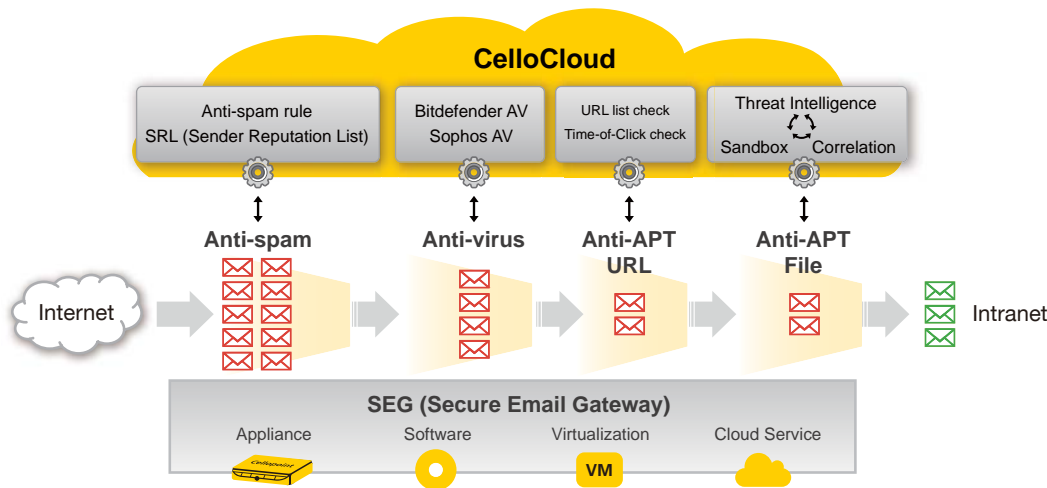 CelloCloud
Anti-spam rule
SRL (Sender Reputation List)
Bitdefender AV
Sophos AV
URL list check
Time-of-Click check
Threat Intelligence
Sandbox
Correlation
Anti-spam
Anti-virus
Anti-APT
URL
Anti-APT
File
Internet
Intranet
SEG (Secure Email Gateway)
Appliance
Software
Virtualization
Cloud Service
Cellopoint
VM